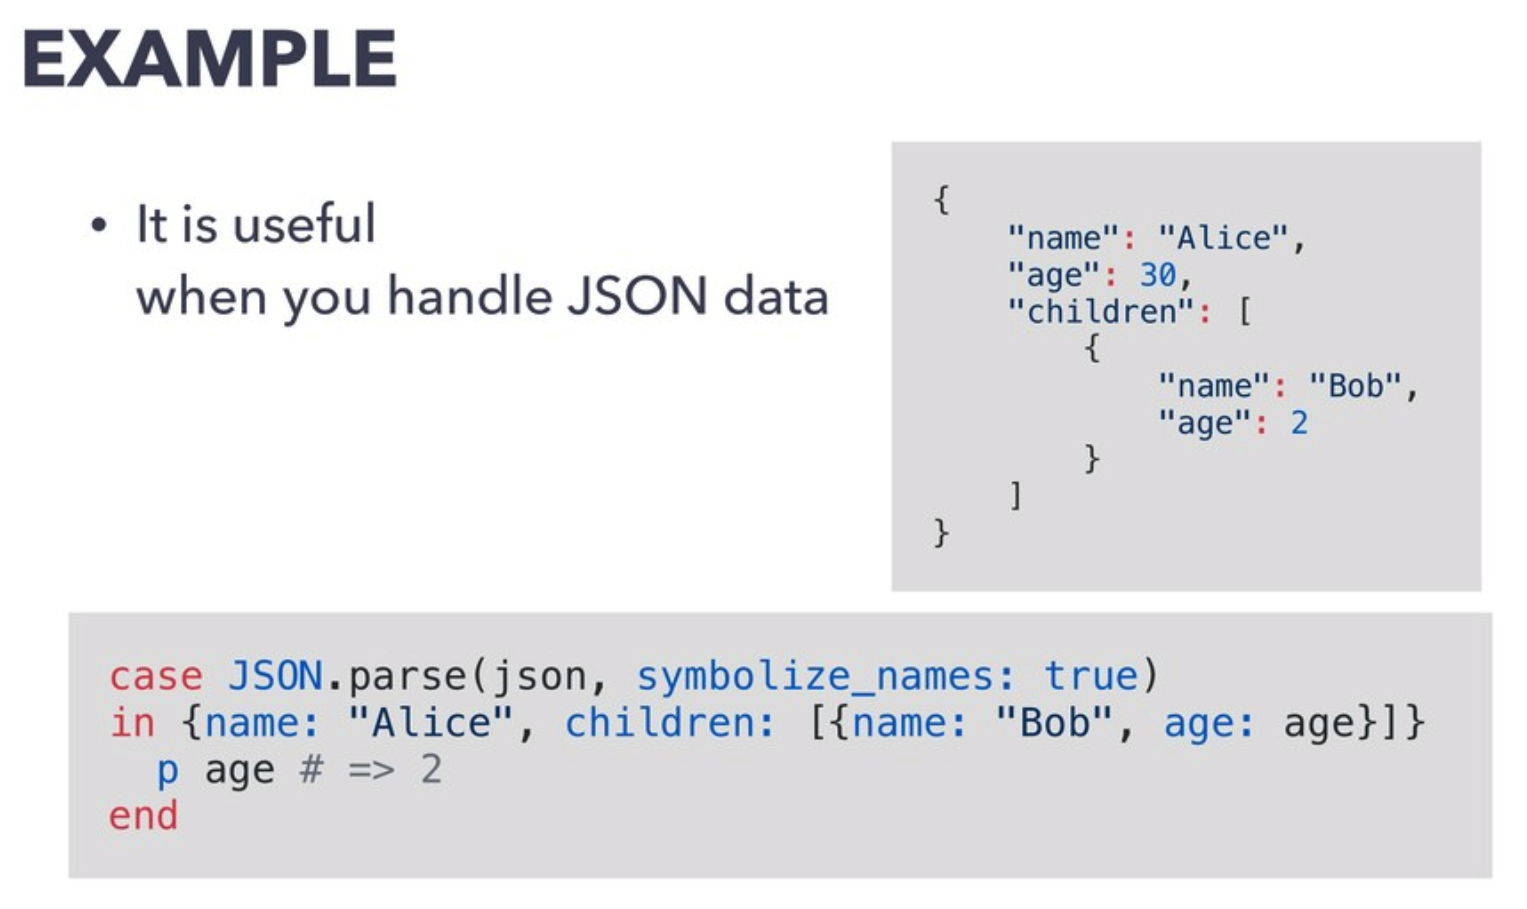 EXAMPLE
• It is useful
when you handle JSON data
{
"name": "Alice",
"age": 30,
"children": [
{
"name": "Bob",
"age": 2
}
]
}
case JSON.parse(json, symbolize_names: true)
in {name: "Alice", children: [{name: "Bob", age: age}]}
p age # => 2
end